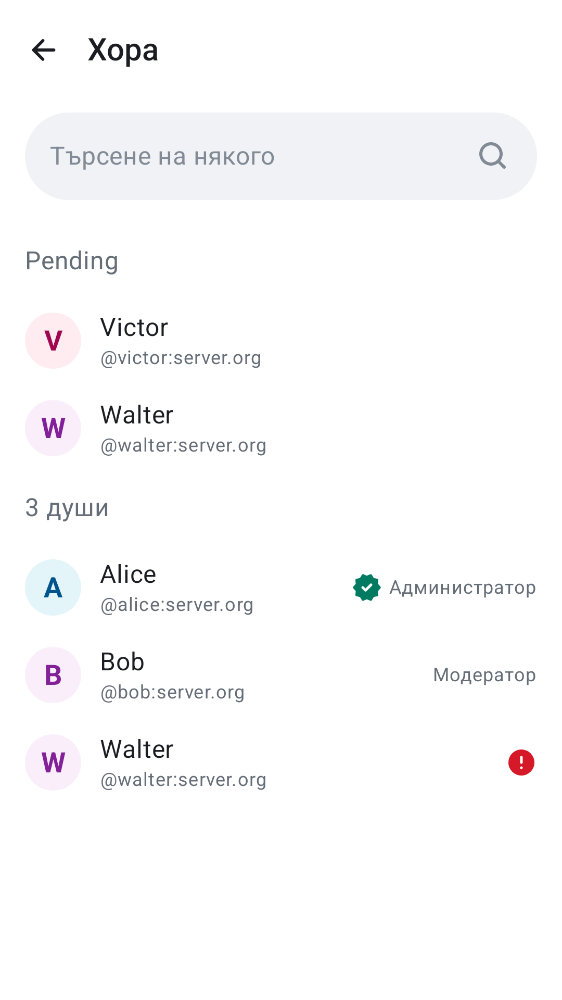 Хора
Търсене на някого
Pending
V
Victor
@victor:server.org
W
Walter
@walter:server.org
3 души
A
Alice
@alice:server.org
Администратор
B
Bob
@bob:server.org
Модератор
W
Walter
@walter:server.org